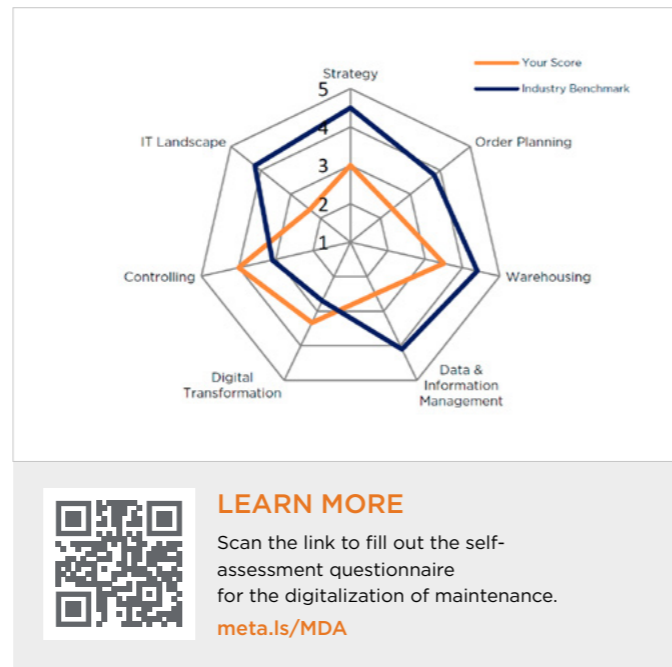 Your Score
Industry Benchmark
Strategy
5
4
3
2
1
IT Landscape
Order Planning
Controlling
Warehousing
Digital
Transformation
Data &
Information
Management
LEARN MORE
Scan the link to fill out the self-
assessment questionnaire
for the digitalization of maintenance.
meta.ls/MDA